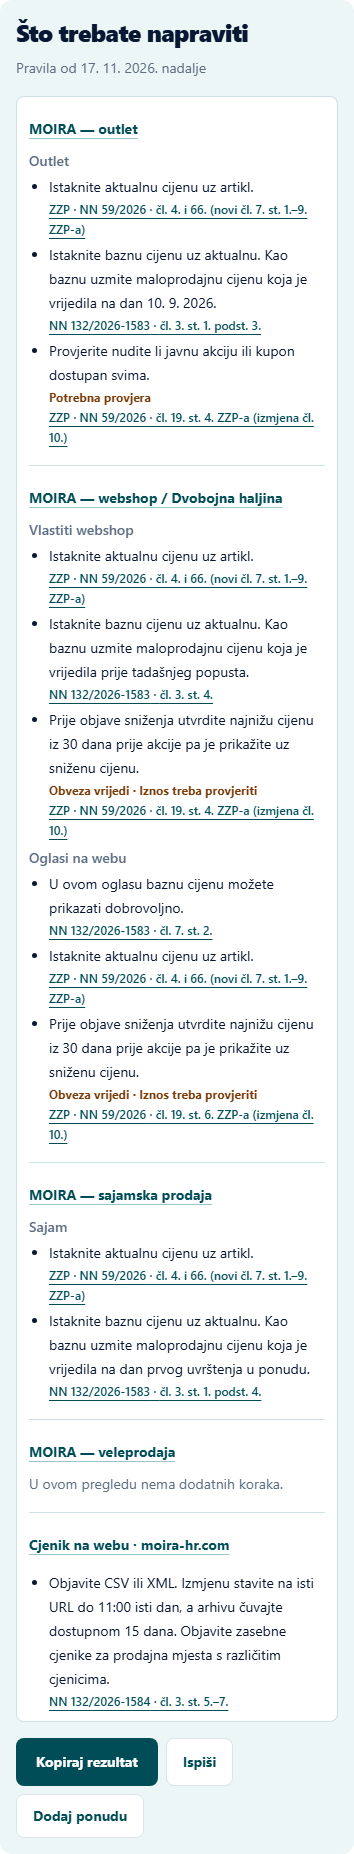 Što trebate napraviti
Pravila od 17. 11. 2026. nadalje
MOIRA — outlet
Outlet
• Istaknite aktualnu cijenu uz artikl.
ZZP · NN 59/2026 · čl. 4. i 66. (novi čl. 7. st. 1.–9.
ZZP-a)
• Istaknite baznu cijenu uz aktualnu. Kao
baznu uzmite maloprodajnu cijenu koja je
vrijedila na dan 10. 9. 2026.
NN 132/2026-1583 · čl. 3. st. 1. podst. 3.
• Provjerite nudite li javnu akciju ili kupon
dostupan svima.
Potrebna provjera
ZZP · NN 59/2026 · čl. 19. st. 4. ZZP-a (izmjena čl.
10.)
MOIRA — webshop / Dvobojna haljina
Vlastiti webshop
• Istaknite aktualnu cijenu uz artikl.
ZZP · NN 59/2026 · čl. 4. i 66. (novi čl. 7. st. 1.–9.
ZZP-a)
• Istaknite baznu cijenu uz aktualnu. Kao
baznu uzmite maloprodajnu cijenu koja je
vrijedila prije tadašnjeg popusta.
NN 132/2026-1583 · čl. 3. st. 4.
• Prije objave sniženja utvrdite najnižu cijenu
iz 30 dana prije akcije pa je prikažite uz
sniženu cijenu.
Obveza vrijedi · Iznos treba provjeriti
ZZP · NN 59/2026 · čl. 19. st. 4. ZZP-a (izmjena čl.
10.)
Oglasi na webu
• U ovom oglasu baznu cijenu možete
prikazati dobrovoljno.
NN 132/2026-1583 · čl. 7. st. 2.
• Istaknite aktualnu cijenu uz artikl.
ZZP · NN 59/2026 · čl. 4. i 66. (novi čl. 7. st. 1.–9.
ZZP-a)
• Prije objave sniženja utvrdite najnižu cijenu
iz 30 dana prije akcije pa je prikažite uz
sniženu cijenu.
Obveza vrijedi · Iznos treba provjeriti
ZZP · NN 59/2026 · čl. 19. st. 6. ZZP-a (izmjena čl.
10.)
MOIRA — sajamska prodaja
Sajam
• Istaknite aktualnu cijenu uz artikl.
ZZP · NN 59/2026 · čl. 4. i 66. (novi čl. 7. st. 1.–9.
ZZP-a)
• Istaknite baznu cijenu uz aktualnu. Kao
baznu uzmite maloprodajnu cijenu koja je
vrijedila na dan prvog uvrštenja u ponudu.
NN 132/2026-1583 · čl. 3. st. 1. podst. 4.
MOIRA — veleprodaja
U ovom pregledu nema dodatnih koraka.
Cjenik na webu · moira-hr.com
• Objavite CSV ili XML. Izmjenu stavite na isti
URL do 11:00 isti dan, a arhivu čuvajte
dostupnom 15 dana. Objavite zasebne
cjenike za prodajna mjesta s različitim
cjenicima.
NN 132/2026-1584 · čl. 3. st. 5.–7.
Kopiraj rezultat
Ispiši
Dodaj ponudu